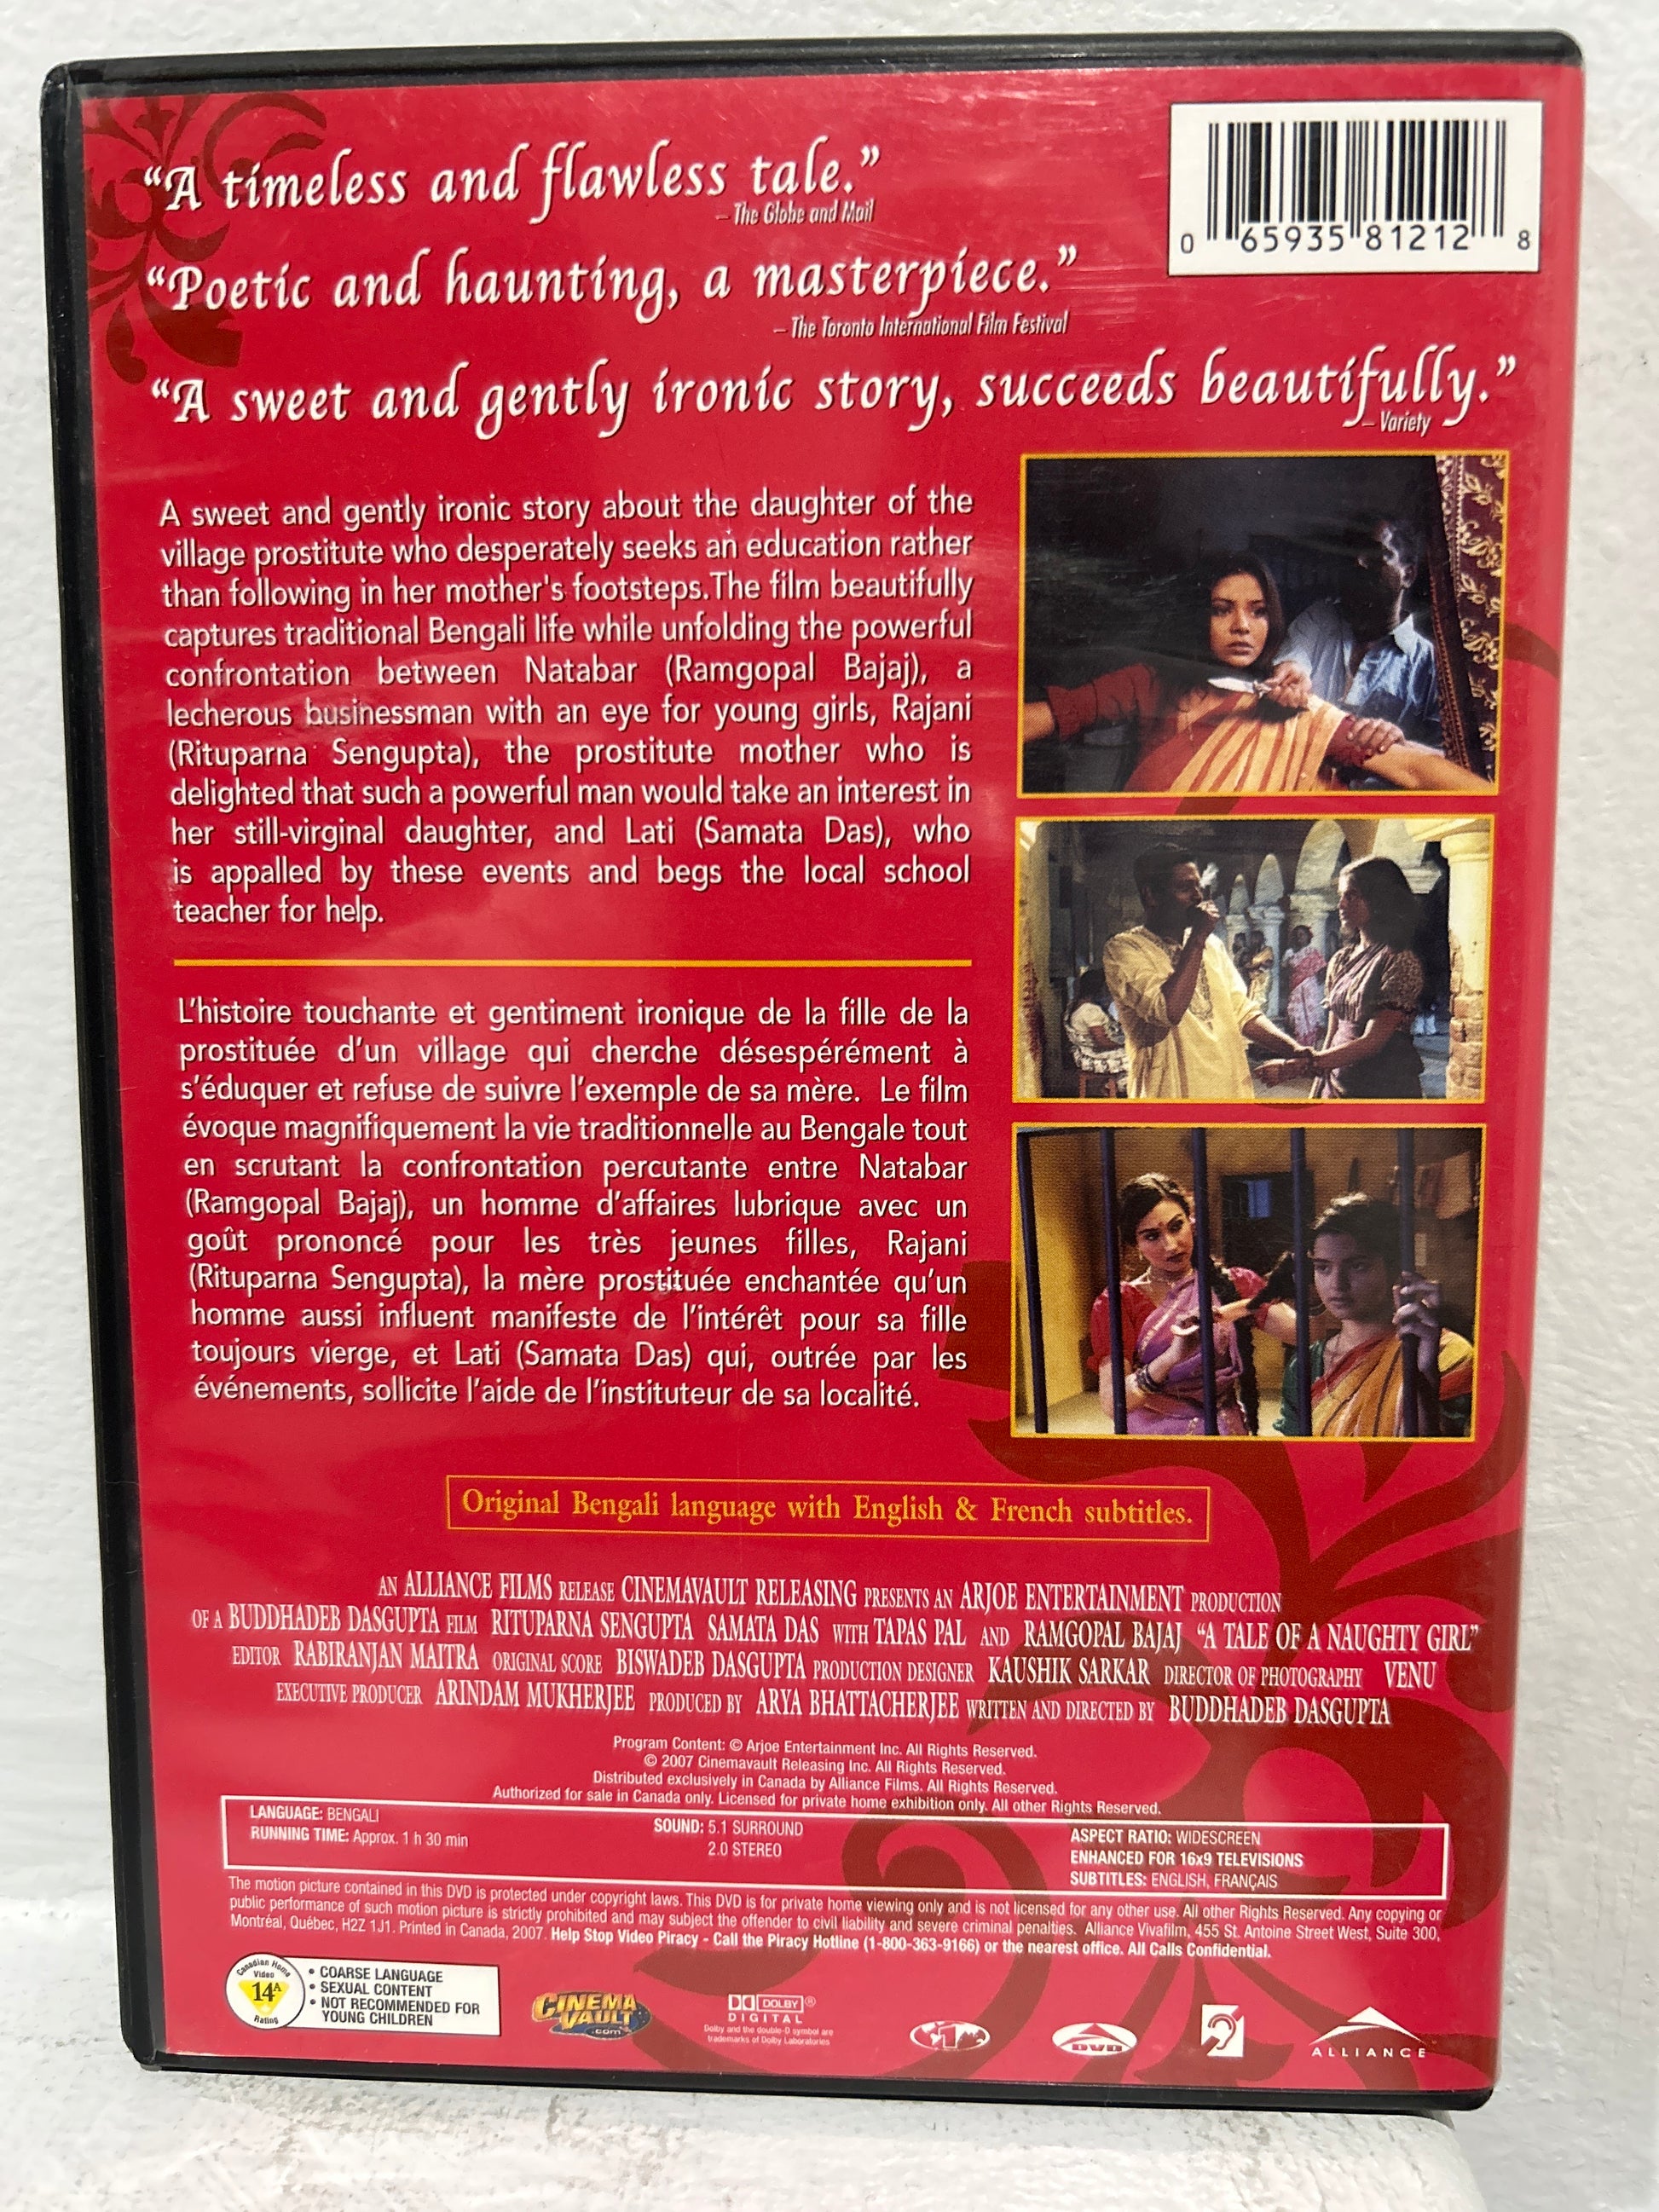 0 65935 81212 8
“A timeless and flawless tale.”
– The Globe and Mail
“Poetic and haunting, a masterpiece.”
– The Toronto International Film Festival
“A sweet and gently ironic story, succeeds beautifully.”
– Variety
A sweet and gently ironic story about the daughter of the
village prostitute who desperately seeks an education rather
than following in her mother's footsteps.The film beautifully
captures traditional Bengali life while unfolding the powerful
confrontation between Natabar (Ramgopal Bajaj), a
lecherous businessman with an eye for young girls, Rajani
(Rituparna Sengupta), the prostitute mother who is
delighted that such a powerful man would take an interest in
her still-virginal daughter, and Lati (Samata Das), who
is appalled by these events and begs the local school
teacher for help.
L’histoire touchante et gentiment ironique de la fille de la
prostituée d’un village qui cherche désespérément à
s’éduquer et refuse de suivre l’exemple de sa mère. Le film
évoque magnifiquement la vie traditionnelle au Bengale tout
en scrutant la confrontation percutante entre Natabar
(Ramgopal Bajaj), un homme d’affaires lubrique avec un
goût prononcé pour les très jeunes filles, Rajani
(Rituparna Sengupta), la mère prostituée enchantée qu’un
homme aussi influent manifeste de l’intérêt pour sa fille
toujours vierge, et Lati (Samata Das) qui, outrée par les
événements, sollicite l’aide de l’instituteur de sa localité.
Original Bengali language with English & French subtitles.
AN ALLIANCE FILMS RELEASE CINEMAVAULT RELEASING PRESENTS AN ARJOE ENTERTAINMENT PRODUCTION
OF A BUDDHADEB DASGUPTA FILM RITUPARNA SENGUPTA SAMATA DAS WITH TAPAS PAL AND RAMGOPAL BAJAJ “A TALE OF A NAUGHTY GIRL”
EDITOR RABIRANJAN MAITRA ORIGINAL SCORE BISWADEB DASGUPTA PRODUCTION DESIGNER KAUSHIK SARKAR DIRECTOR OF PHOTOGRAPHY VENU
EXECUTIVE PRODUCER ARINDAM MUKHERJEE PRODUCED BY ARYA BHATTACHERJEE WRITTEN AND DIRECTED BY BUDDHADEB DASGUPTA
Program Content: © Arjoe Entertainment Inc. All Rights Reserved.
© 2007 Cinemavault Releasing Inc. All Rights Reserved.
Distributed exclusively in Canada by Alliance Films. All Rights Reserved.
Authorized for sale in Canada only. Licensed for private home exhibition only. All other Rights Reserved.
LANGUAGE: BENGALI
RUNNING TIME: Approx. 1 h 30 min
SOUND: 5.1 SURROUND
2.0 STEREO
ASPECT RATIO: WIDESCREEN
ENHANCED FOR 16x9 TELEVISIONS
SUBTITLES: ENGLISH, FRANÇAIS
The motion picture contained in this DVD is protected under copyright laws. This DVD is for private home viewing only and is not licensed for any other use. All other Rights Reserved. Any copying or
public performance of such motion picture is strictly prohibited and may subject the offender to civil liability and severe criminal penalties. Alliance Vivafilm, 455 St. Antoine Street West, Suite 300,
Montréal, Québec, H2Z 1J1. Printed in Canada, 2007. Help Stop Video Piracy - Call the Piracy Hotline (1-800-363-9166) or the nearest office. All Calls Confidential.
Canadian Home
Video
14A
Rating
• COARSE LANGUAGE
• SEXUAL CONTENT
• NOT RECOMMENDED FOR
YOUNG CHILDREN
CINEMA
VAULT
.com
DOLBY®
DIGITAL
Dolby and the double-D symbol are
trademarks of Dolby Laboratories
1
DVD
ALLIANCE